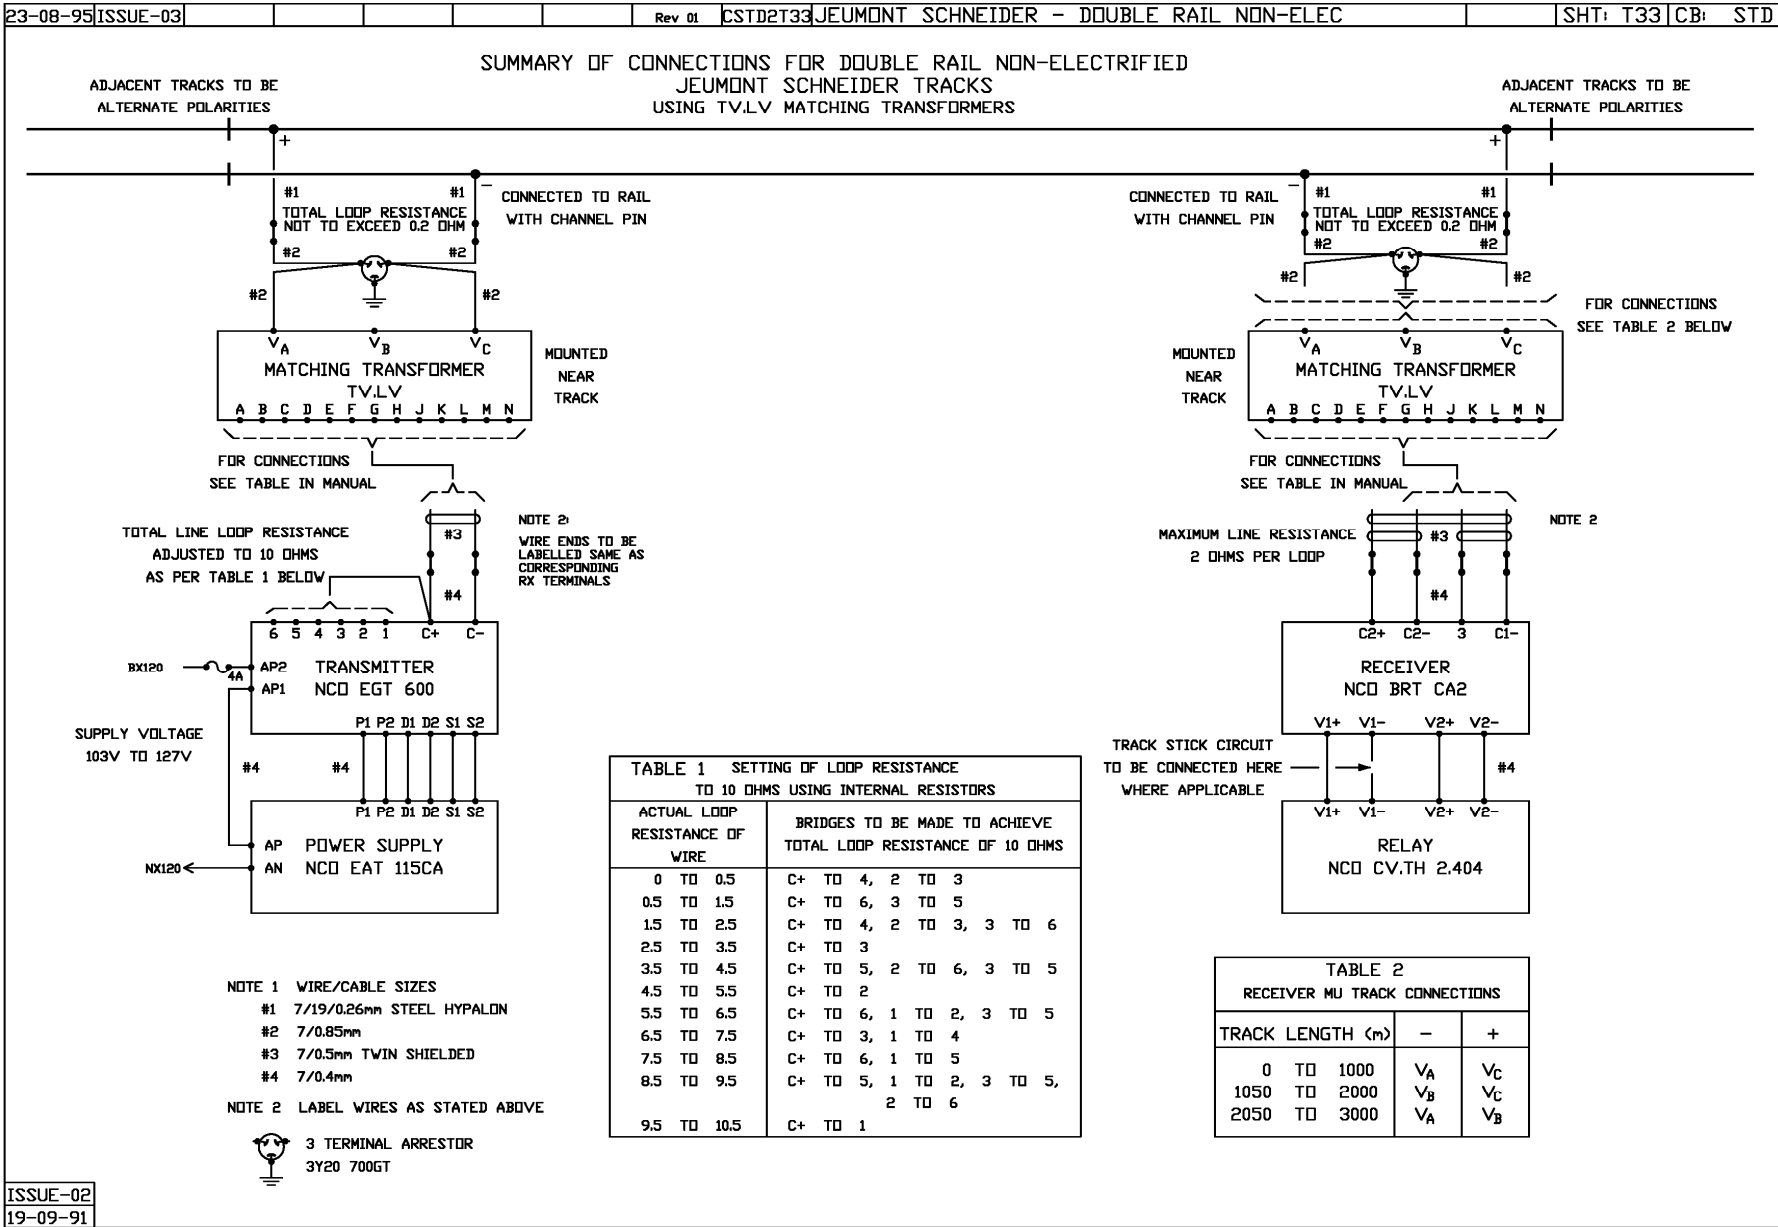 23-08-95 ISSUE-03 Rev 01 CSTD2T33 JEUMONT SCHNEIDER - DOUBLE RAIL NON-ELEC SHT: T33 CB: STD
SUMMARY OF CONNECTIONS FOR DOUBLE RAIL NON-ELECTRIFIED
JEUMONT SCHNEIDER TRACKS
USING TV.LV MATCHING TRANSFORMERS
ADJACENT TRACKS TO BE
ALTERNATE POLARITIES
ADJACENT TRACKS TO BE
ALTERNATE POLARITIES
+
+
-
-
#1 #1
TOTAL LOOP RESISTANCE
NOT TO EXCEED 0.2 OHM
#2 #2
#2 #2
CONNECTED TO RAIL
WITH CHANNEL PIN
VA VB VC
MATCHING TRANSFORMER
TV.LV
A B C D E F G H J K L M N
MOUNTED
NEAR
TRACK
FOR CONNECTIONS
SEE TABLE IN MANUAL
TOTAL LINE LOOP RESISTANCE
ADJUSTED TO 10 OHMS
AS PER TABLE 1 BELOW
#3
#4
NOTE 2:
WIRE ENDS TO BE
LABELLED SAME AS
CORRESPONDING
RX TERMINALS
6 5 4 3 2 1 C+ C-
BX120
4A
AP2
AP1
TRANSMITTER
NCO EGT 600
P1 P2 D1 D2 S1 S2
SUPPLY VOLTAGE
103V TO 127V
#4 #4
P1 P2 D1 D2 S1 S2
AP
AN
POWER SUPPLY
NCO EAT 115CA
NX120
CONNECTED TO RAIL
WITH CHANNEL PIN
#1 #1
TOTAL LOOP RESISTANCE
NOT TO EXCEED 0.2 OHM
#2 #2
#2 #2
FOR CONNECTIONS
SEE TABLE 2 BELOW
VA VB VC
MATCHING TRANSFORMER
TV.LV
A B C D E F G H J K L M N
MOUNTED
NEAR
TRACK
FOR CONNECTIONS
SEE TABLE IN MANUAL
MAXIMUM LINE RESISTANCE
2 OHMS PER LOOP
#3
#4
NOTE 2
C2+ C2- 3 C1-
RECEIVER
NCO BRT CA2
V1+ V1- V2+ V2-
TRACK STICK CIRCUIT
TO BE CONNECTED HERE
WHERE APPLICABLE
#4
V1+ V1- V2+ V2-
RELAY
NCO CV.TH 2.404
TABLE 1 SETTING OF LOOP RESISTANCE
TO 10 OHMS USING INTERNAL RESISTORS
ACTUAL LOOP
RESISTANCE OF
WIRE
BRIDGES TO BE MADE TO ACHIEVE
TOTAL LOOP RESISTANCE OF 10 OHMS
0 TO 0.5 C+ TO 4, 2 TO 3
0.5 TO 1.5 C+ TO 6, 3 TO 5
1.5 TO 2.5 C+ TO 4, 2 TO 3, 3 TO 6
2.5 TO 3.5 C+ TO 3
3.5 TO 4.5 C+ TO 5, 2 TO 6, 3 TO 5
4.5 TO 5.5 C+ TO 2
5.5 TO 6.5 C+ TO 6, 1 TO 2, 3 TO 5
6.5 TO 7.5 C+ TO 3, 1 TO 4
7.5 TO 8.5 C+ TO 6, 1 TO 5
8.5 TO 9.5 C+ TO 5, 1 TO 2, 3 TO 5,
2 TO 6
9.5 TO 10.5 C+ TO 1
TABLE 2
RECEIVER MU TRACK CONNECTIONS
TRACK LENGTH (m) - +
0 TO 1000 VA VC
1050 TO 2000 VB VC
2050 TO 3000 VA VB
NOTE 1 WIRE/CABLE SIZES
#1 7/19/0.26mm STEEL HYPALON
#2 7/0.85mm
#3 7/0.5mm TWIN SHIELDED
#4 7/0.4mm
NOTE 2 LABEL WIRES AS STATED ABOVE
3 TERMINAL ARRESTOR
3Y20 700GT
ISSUE-02
19-09-91